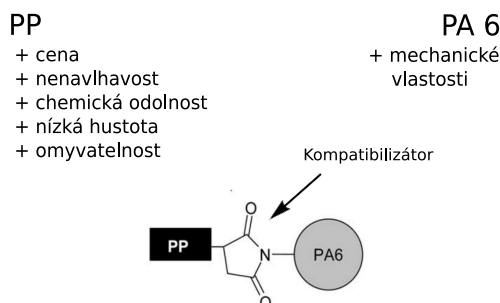 PP
+ cena
+ nenavlhavost
+ chemická odolnost
+ nízká hustota
+ omyvatelnost
PA 6
+ mechanické
vlastosti
Kompatibilizátor
O
PP
N
PA6
O